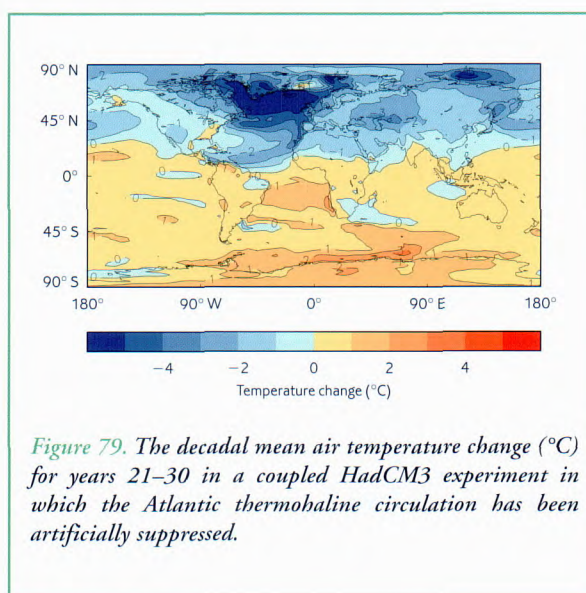 90° N
45° N
0°
45° S
90° S
180° 90° W 0° 90° E 180°
−4 −2 0 2 4
Temperature change (°C)
Figure 79. The decadal mean air temperature change (°C)
for years 21–30 in a coupled HadCM3 experiment in
which the Atlantic thermohaline circulation has been
artificially suppressed.